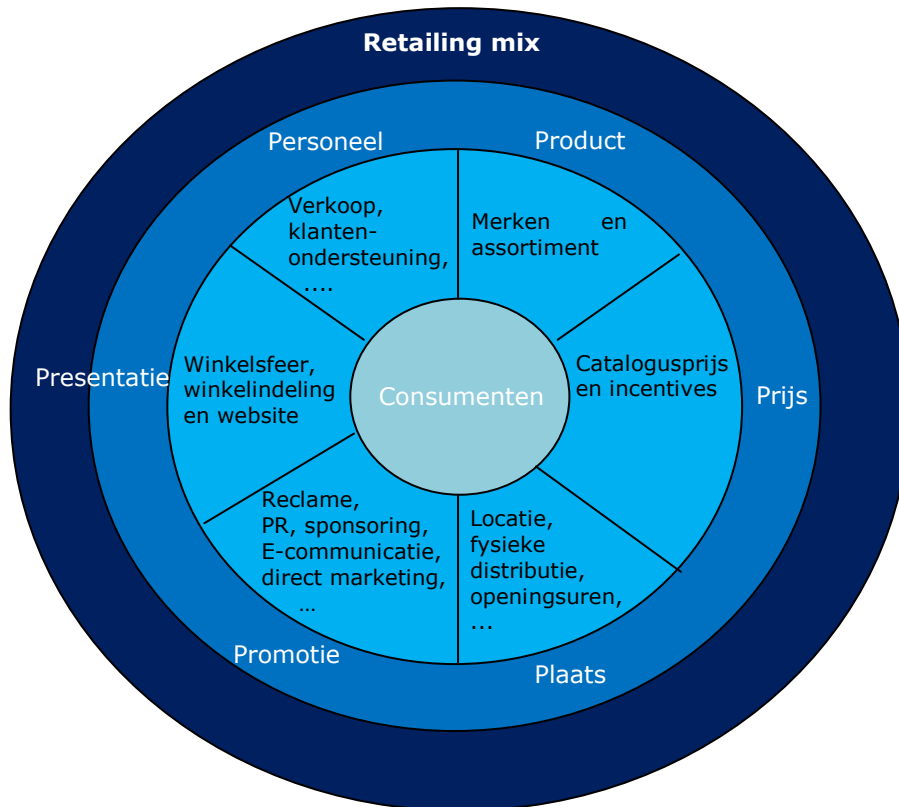 Retailing mix
Personeel
Product
Verkoop,
klanten-
ondersteuning,
....
Merken en
assortiment
Presentatie
Winkelsfeer,
winkelindeling
en website
Consumenten
Catalogusprijs
en incentives
Prijs
Reclame,
PR, sponsoring,
E-communicatie,
direct marketing,
...
Locatie,
fysieke
distributie,
openingsuren,
...
Promotie
Plaats